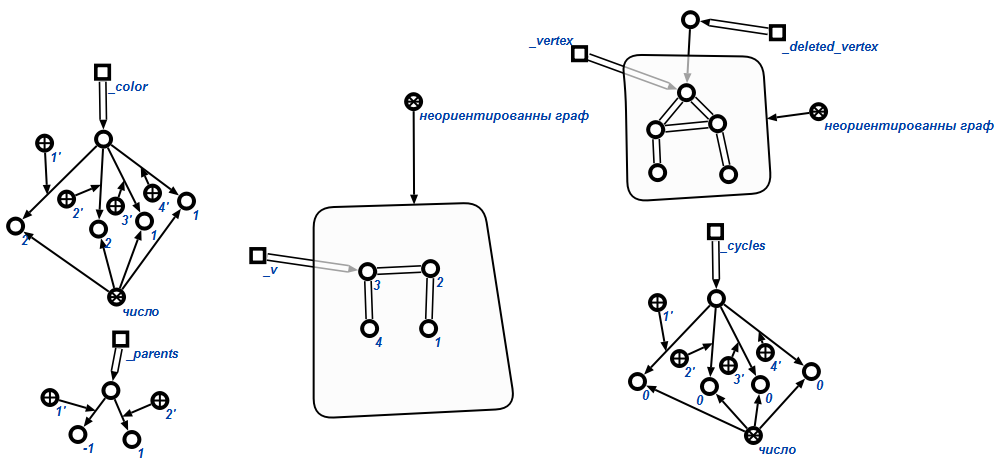 _vertex
_deleted_vertex
_color
неориентированны граф
неориентированны граф
1'
2'
3'
4'
1
2
2
1
число
_v
3
2
4
1
_cycles
1'
2'
3'
4'
0
0
0
0
число
_parents
1'
2'
-1
1